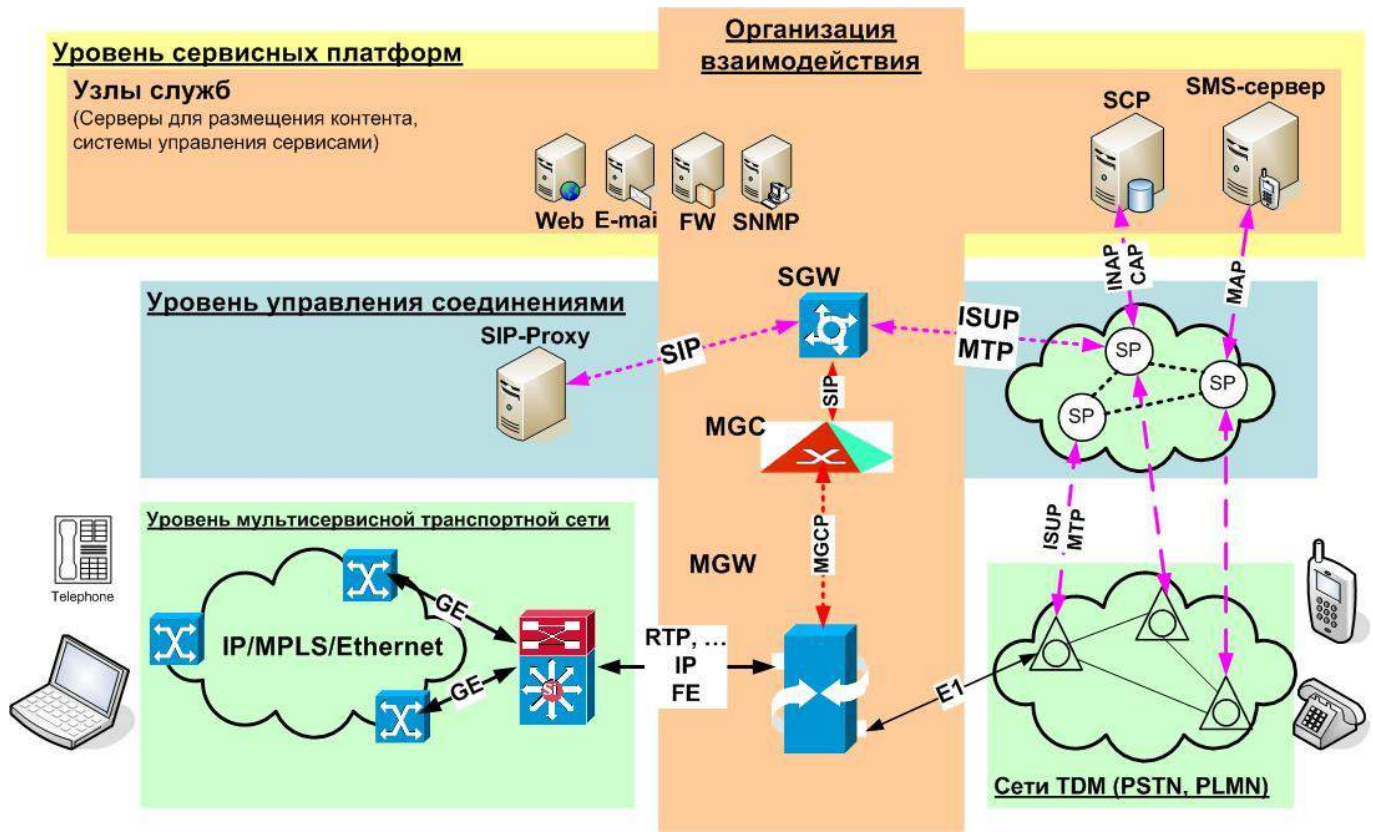 Организация
взаимодействия
Уровень сервисных платформ
Узлы служб
(Серверы для размещения контента,
системы управления сервисами)
Web
E-mai
FW
SNMP
SCP
SMS-сервер
INAP
CAP
MAP
Уровень управления соединениями
SGW
SIP-Proxy
SIP
ISUP
MTP
SP
SP
SP
SIP
MGC
Уровень мультисервисной транспортной сети
MGCP
ISUP
MTP
MGW
Telephone
GE
IP/MPLS/Ethernet
Si
GE
RTP, ...
IP
FE
E1
Сети TDM (PSTN, PLMN)